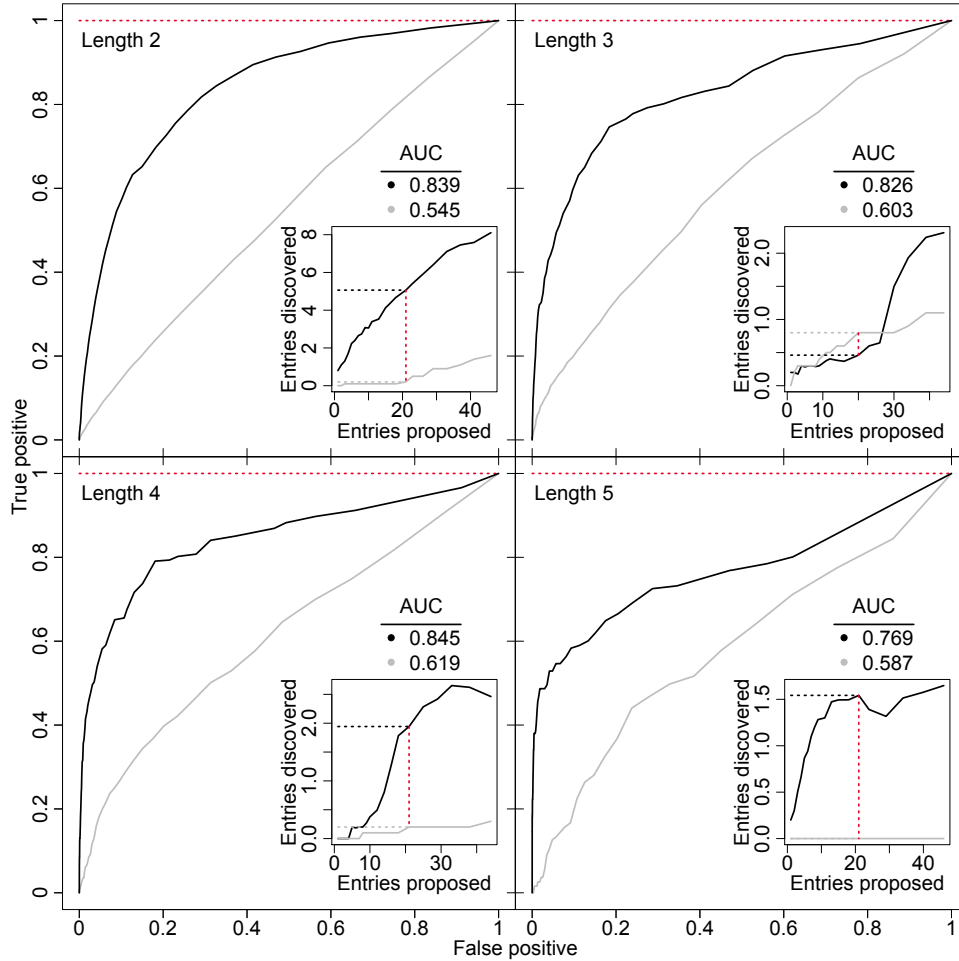 Length 2
AUC
0.839
0.545
Entries discovered
0 2 4 6 8
0 20 40
Entries proposed
Length 3
AUC
0.826
0.603
Entries discovered
0.0 1.0 2.0
10 30
Entries proposed
True positive
0 0.2 0.4 0.6 0.8 1
Length 4
AUC
0.845
0.619
Entries discovered
0.0 1.0 2.0
10 30
Entries proposed
Length 5
AUC
0.769
0.587
Entries discovered
0.0 0.5 1.0 1.5
0 20 40
Entries proposed
0 0.2 0.4 0.6 0.8 1
0 0.2 0.4 0.6 0.8 1
0 0.2 0.4 0.6 0.8 1
False positive